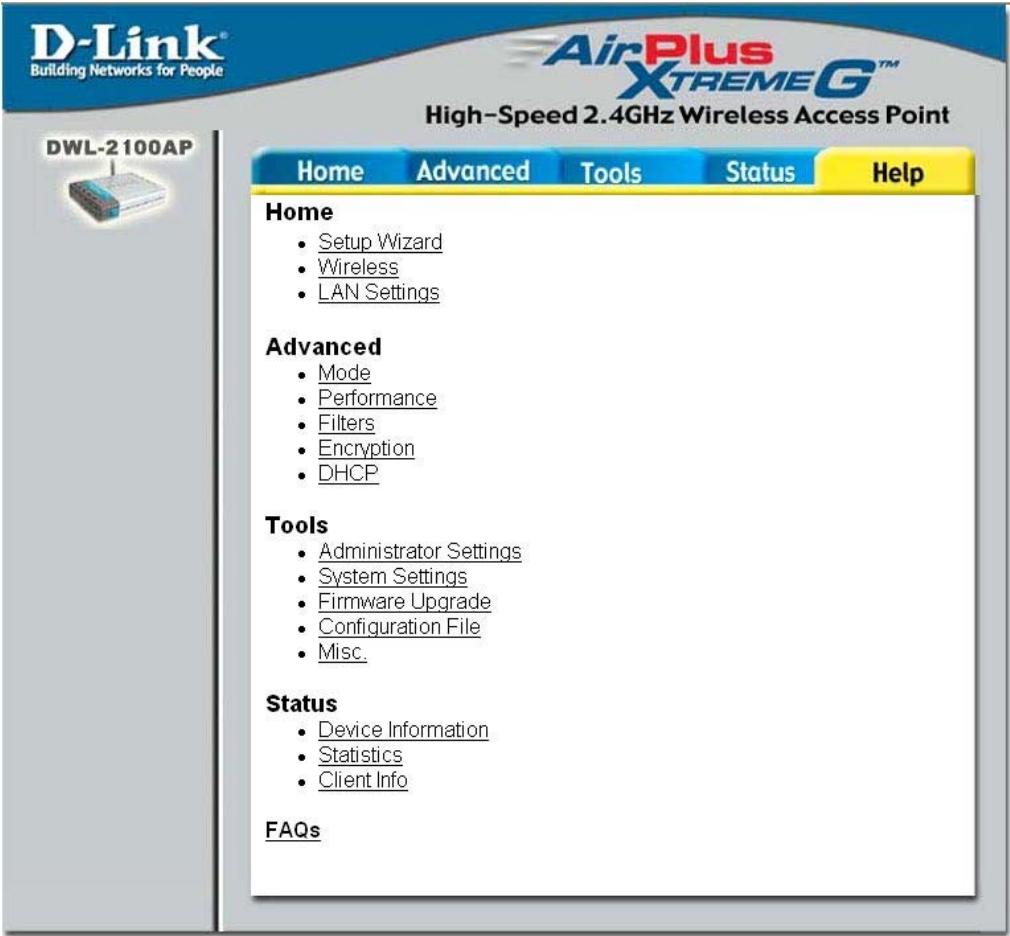 D-Link®
Building Networks for People
AirPlus
XTREME G™
High-Speed 2.4GHz Wireless Access Point
DWL-2100AP
Home Advanced Tools Status Help
Home
• Setup Wizard
• Wireless
• LAN Settings
Advanced
• Mode
• Performance
• Filters
• Encryption
• DHCP
Tools
• Administrator Settings
• System Settings
• Firmware Upgrade
• Configuration File
• Misc.
Status
• Device Information
• Statistics
• Client Info
FAQs